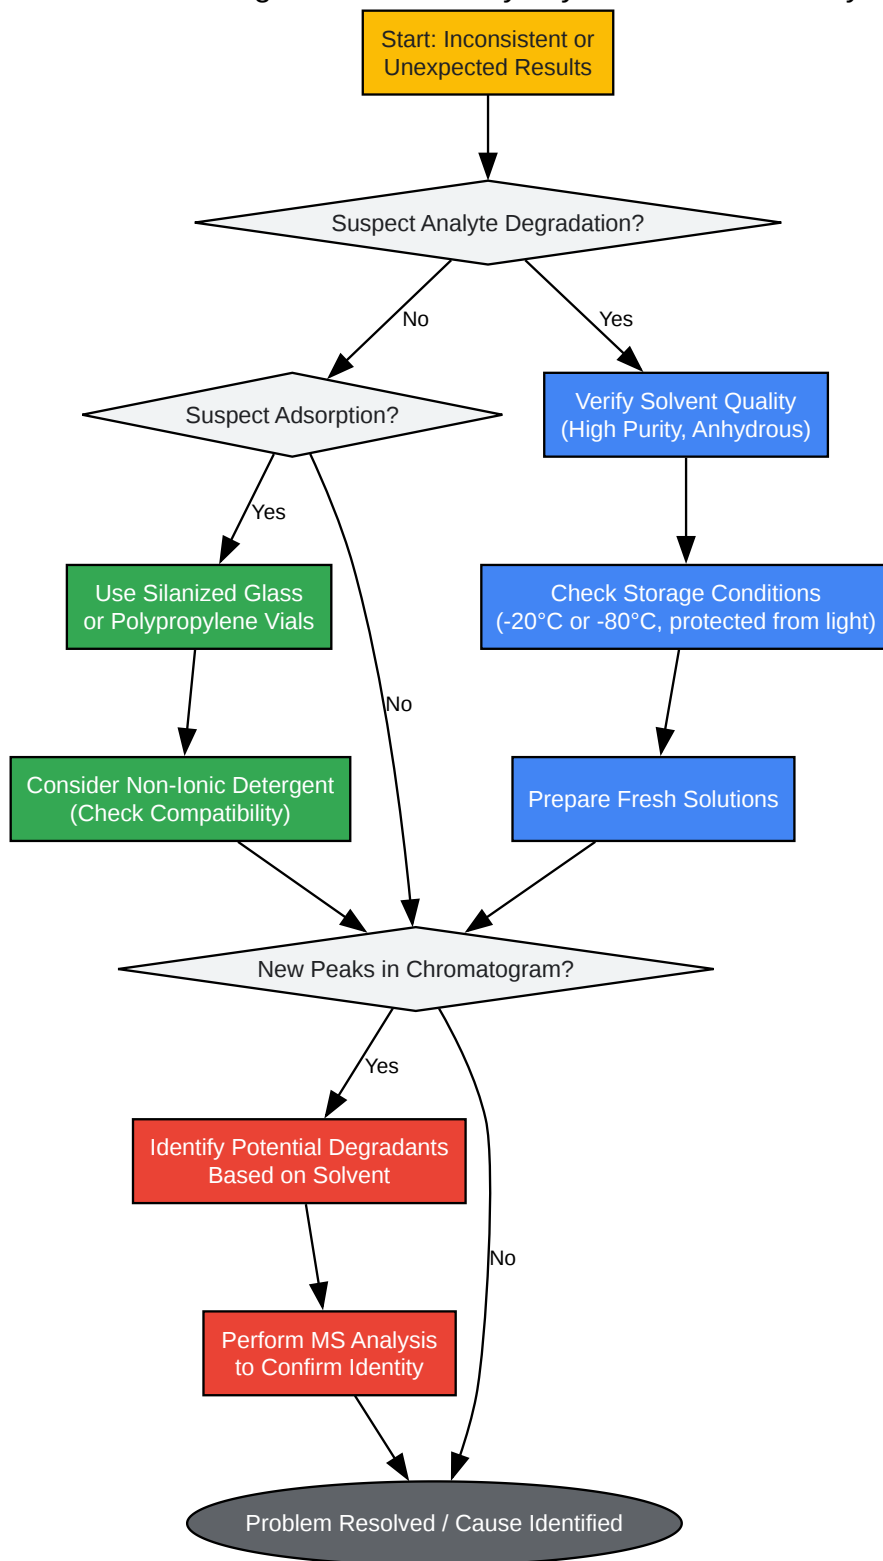 Start: Inconsistent or
Unexpected Results
Suspect Analyte Degradation?
No
Yes
Suspect Adsorption?
Verify Solvent Quality
(High Purity, Anhydrous)
Yes
Use Silanized Glass
or Polypropylene Vials
Check Storage Conditions
(-20°C or -80°C, protected from light)
No
Consider Non-Ionic Detergent
(Check Compatibility)
Prepare Fresh Solutions
New Peaks in Chromatogram?
Yes
Identify Potential Degradants
Based on Solvent
No
Perform MS Analysis
to Confirm Identity
Problem Resolved / Cause Identified